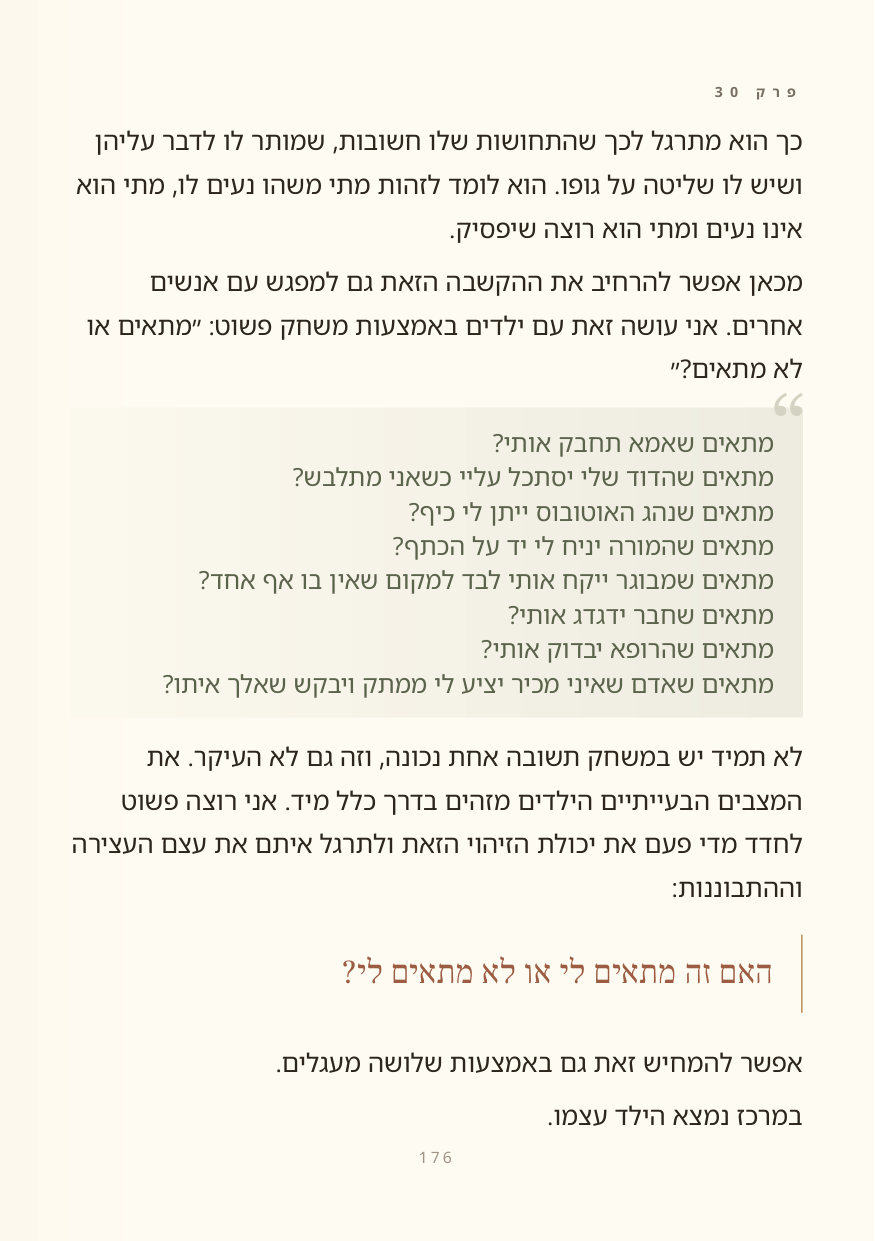 פרק 30
כך הוא מתרגל לכך שהתחושות שלו חשובות, שמותר לו לדבר עליהן
ושיש לו שליטה על גופו. הוא לומד לזהות מתי משהו נעים לו, מתי הוא
אינו נעים ומתי הוא רוצה שיפסיק.
מכאן אפשר להרחיב את ההקשבה הזאת גם למפגש עם אנשים
אחרים. אני עושה זאת עם ילדים באמצעות משחק פשוט: ״מתאים או
לא מתאים?״
“
מתאים שאמא תחבק אותי?
מתאים שהדוד שלי יסתכל עליי כשאני מתלבש?
מתאים שנהג האוטובוס ייתן לי כיף?
מתאים שהמורה יניח לי יד על הכתף?
מתאים שמבוגר ייקח אותי לבד למקום שאין בו אף אחד?
מתאים שחבר ידגדג אותי?
מתאים שהרופא יבדוק אותי?
מתאים שאדם שאיני מכיר יציע לי ממתק ויבקש שאלך איתו?
לא תמיד יש במשחק תשובה אחת נכונה, וזה גם לא העיקר. את
המצבים הבעייתיים הילדים מזהים בדרך כלל מיד. אני רוצה פשוט
לחדד מדי פעם את יכולת הזיהוי הזאת ולתרגל איתם את עצם העצירה
וההתבוננות:
האם זה מתאים לי או לא מתאים לי?
אפשר להמחיש זאת גם באמצעות שלושה מעגלים.
במרכז נמצא הילד עצמו.
176